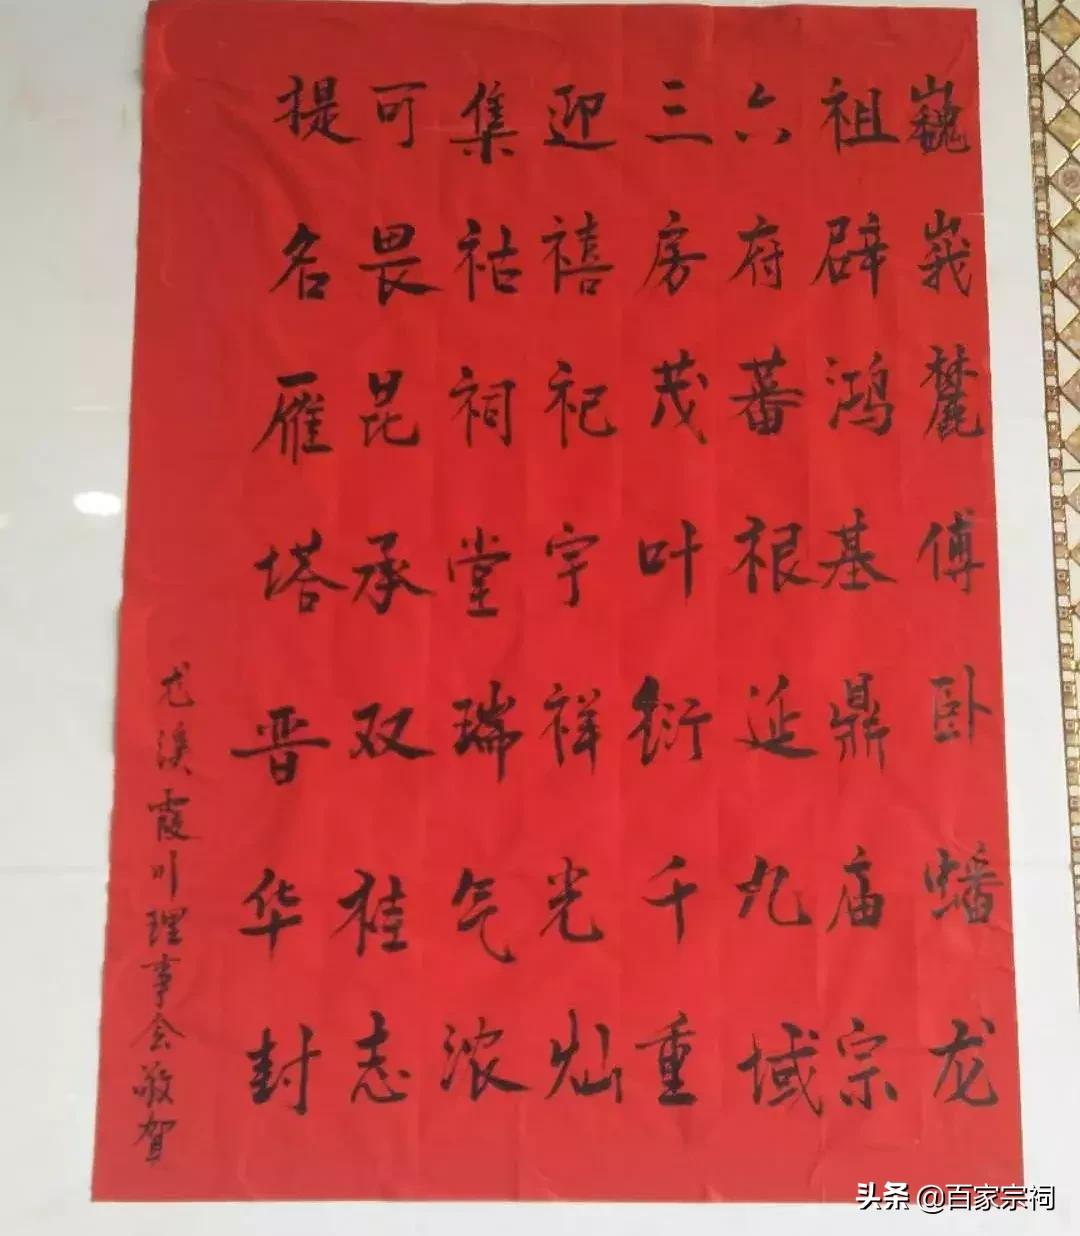 巍峩麓傅卧蟠龙
祖辟鸿基鼎庙宗
六府蕃根延九域
三房茂叶衍千重
迎禧祀宇祥光灿
集祜祠堂瑞气浓
可畏昆承双桂志
提名雁塔晋华封
尤溪霞川理事会敬贺
头条 @百家宗祠